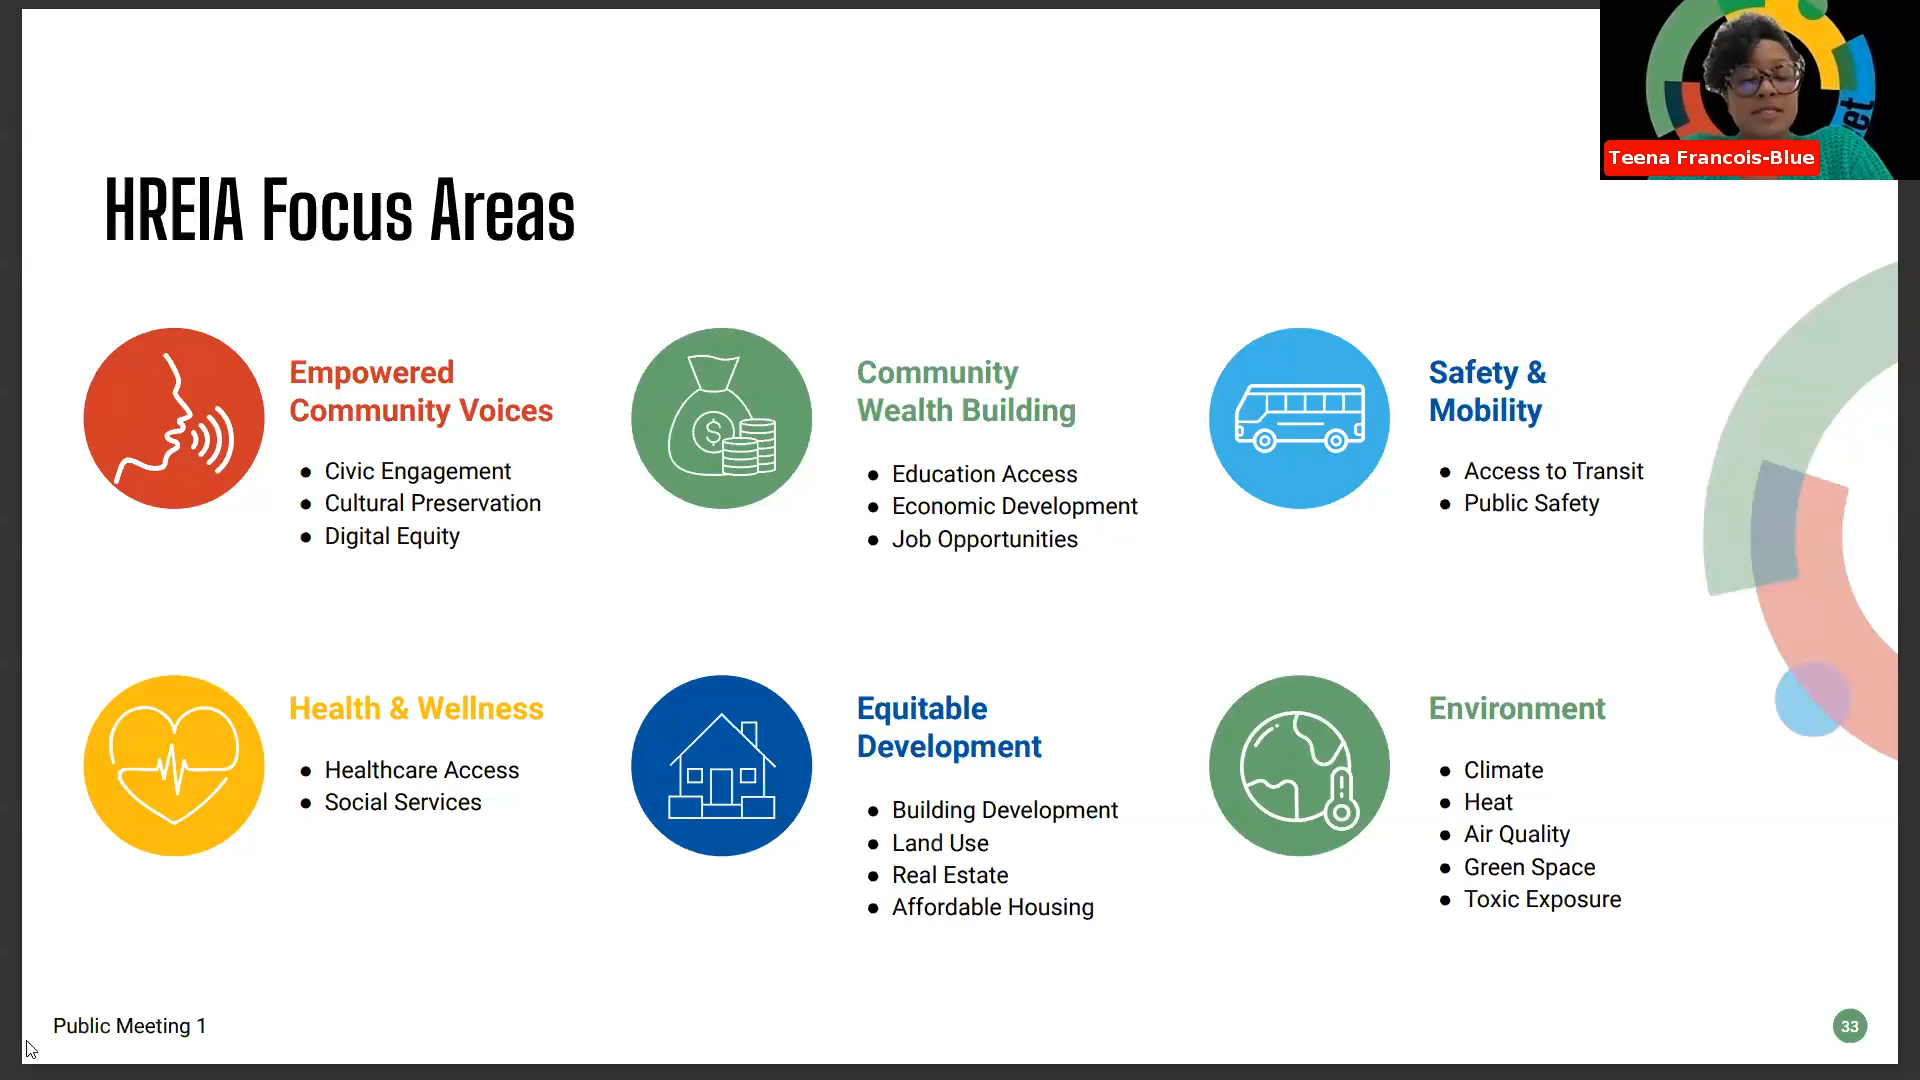 et
Teena Francois-Blue
HREIA Focus Areas
Empowered
Community Voices
Civic Engagement
Cultural Preservation
Digital Equity
Community
Wealth Building
Education Access
Economic Development
Job Opportunities
Safety &
Mobility
Access to Transit
Public Safety
Health & Wellness
Healthcare Access
Social Services
Equitable
Development
Building Development
Land Use
Real Estate
Affordable Housing
Environment
Climate
Heat
Air Quality
Green Space
Toxic Exposure
Public Meeting 1
33